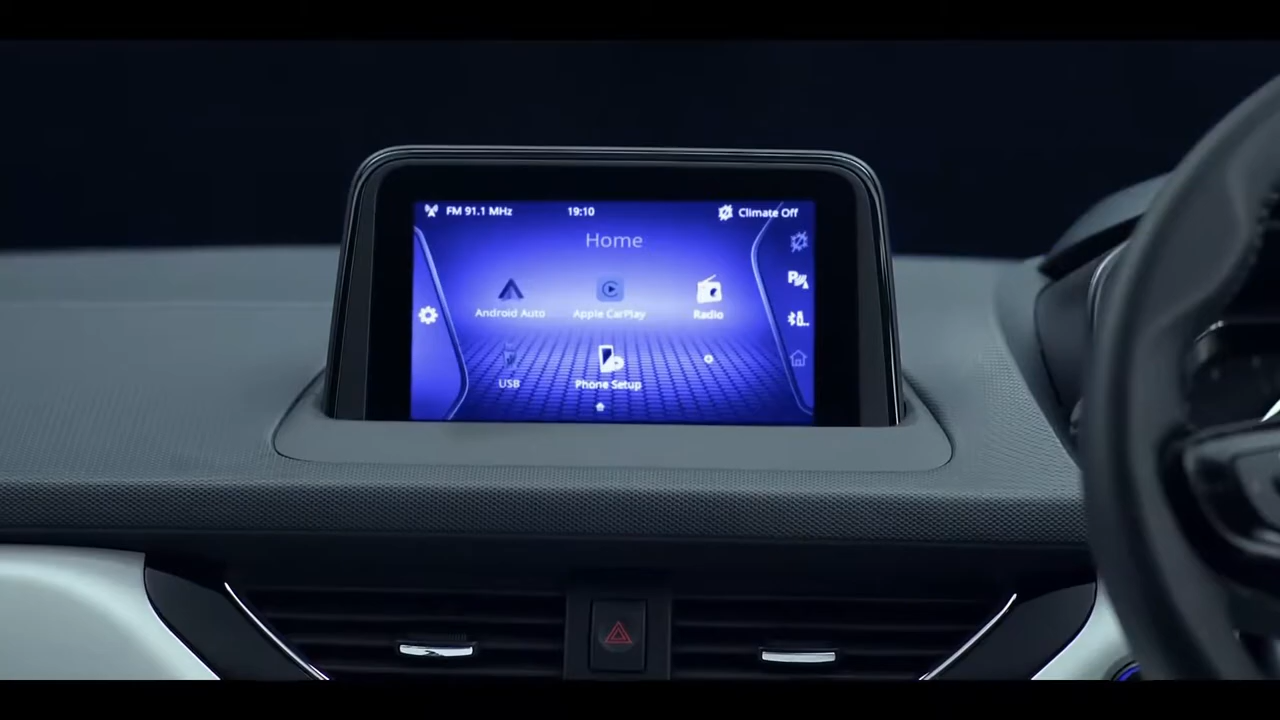 FM 91.1 MHz 19:10 Climate Off
Home
Android Auto Apple CarPlay Radio
USB Phone Setup